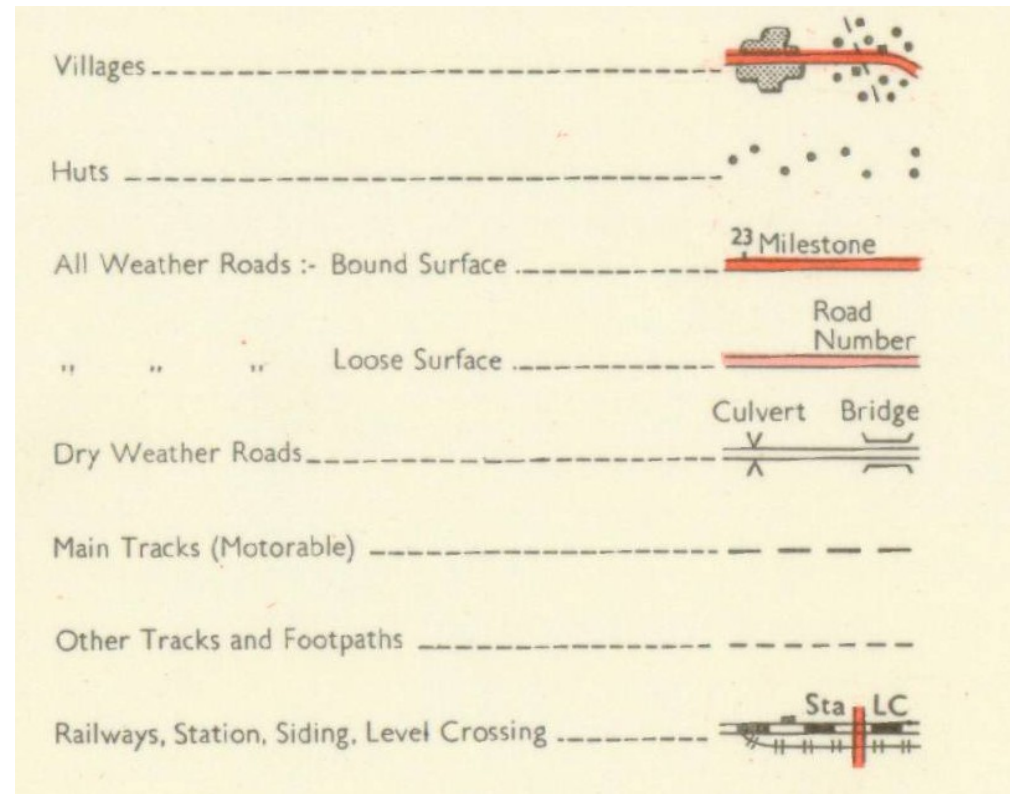 Villages
Huts
23 Milestone
All Weather Roads :- Bound Surface
Road
Number
„ „ „ Loose Surface
Culvert Bridge
Dry Weather Roads
Main Tracks (Motorable)
Other Tracks and Footpaths
Sta LC
Railways, Station, Siding, Level Crossing